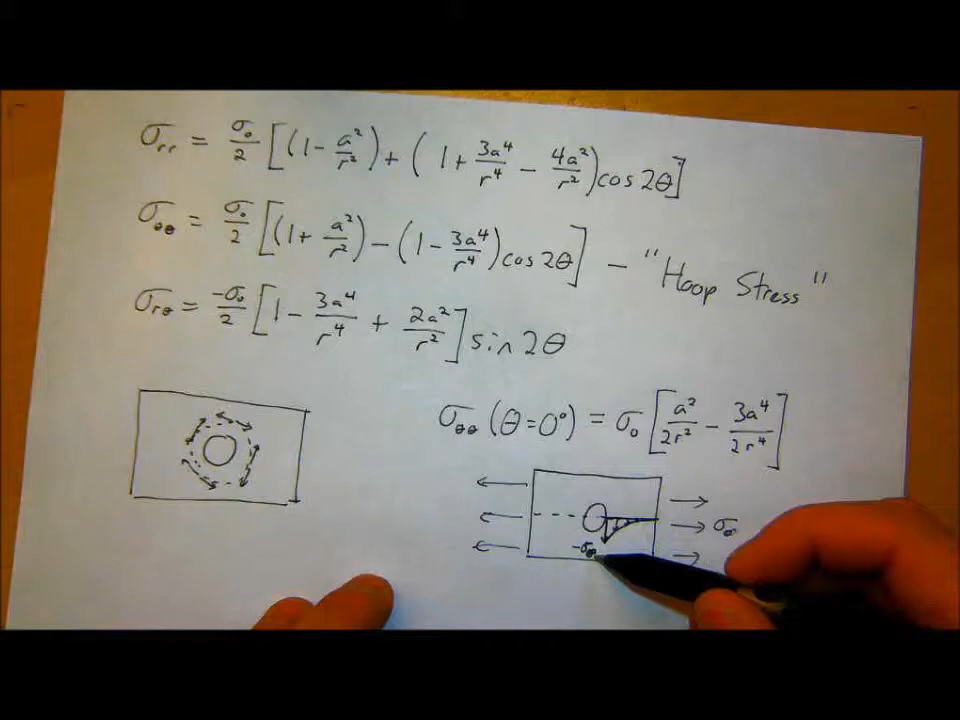 σrr = σ₀/2 [(1 - a²/r²) + (1 + 3a⁴/r⁴ - 4a²/r²) cos 2θ]
σθθ = σ₀/2 [(1 + a²/r²) - (1 - 3a⁴/r⁴) cos 2θ] - "Hoop Stress"
σrθ = -σ₀/2 [1 - 3a⁴/r⁴ + 2a²/r²] sin 2θ
σθθ (θ = 0°) = σ₀ [a²/2r² - 3a⁴/2r⁴]